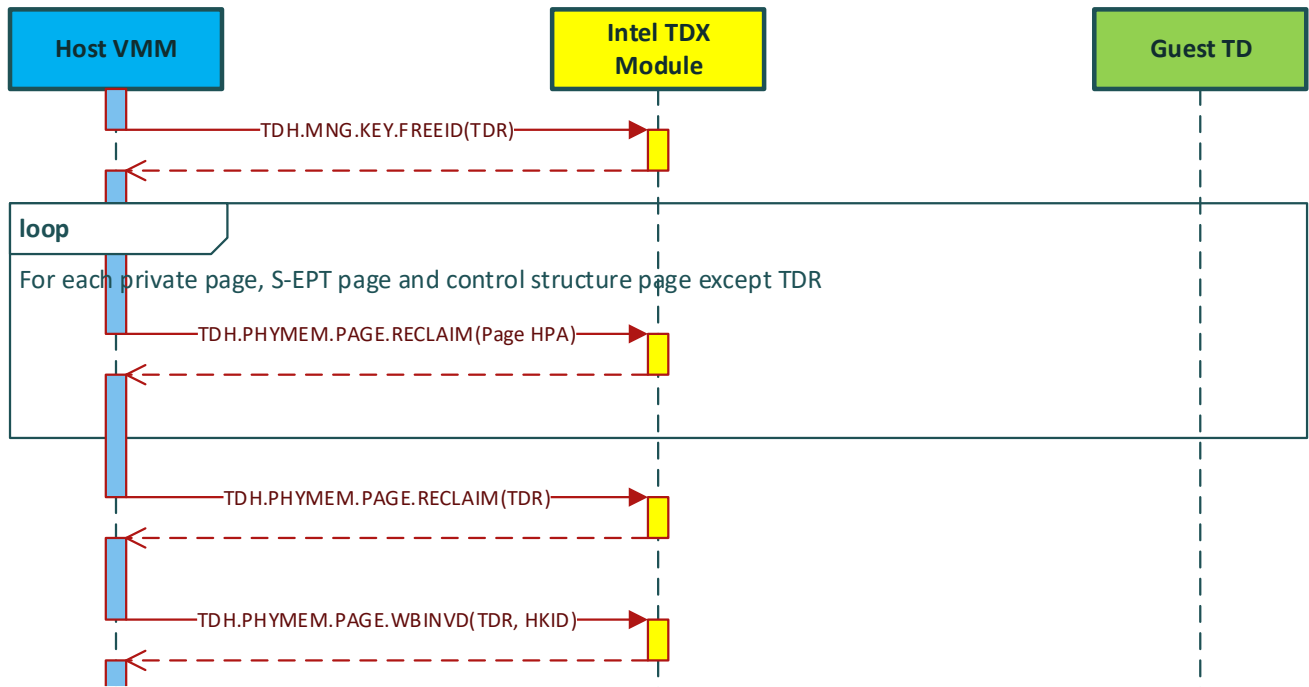 Host VMM
Intel TDX
Module
Guest TD
TDH.MNG.KEY.FREEID(TDR)
loop
For each private page, S-EPT page and control structure page except TDR
TDH.PHYMEM.PAGE.RECLAIM(Page HPA)
TDH.PHYMEM.PAGE.RECLAIM(TDR)
TDH.PHYMEM.PAGE.WBINVD(TDR, HKID)